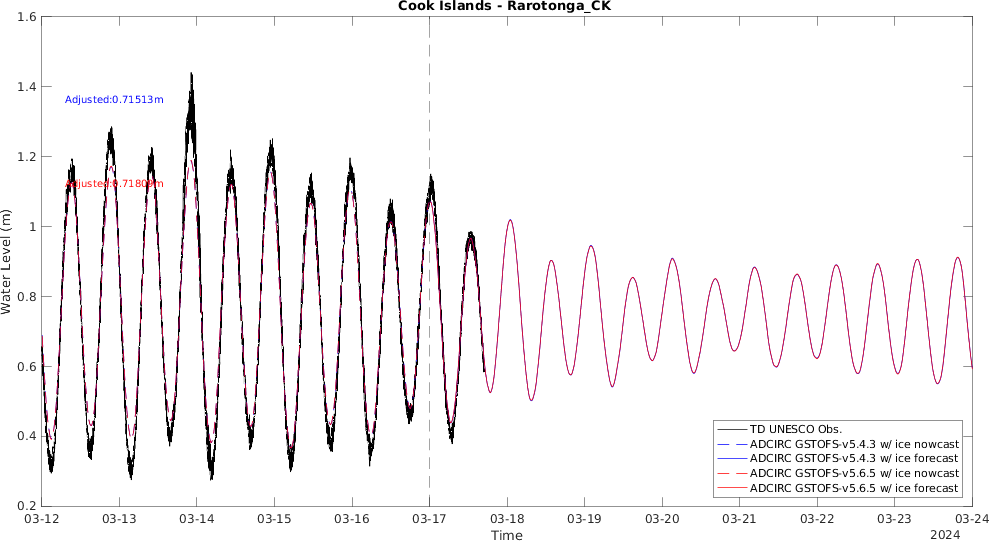 Cook Islands - Rarotonga_CK
1.6
1.4
1.2
1
0.8
0.6
0.4
0.2
Water Level (m)
Adjusted:0.71513m
Adjusted:0.71809m
TD UNESCO Obs.
ADCIRC GSTOFS-v5.4.3 w/ ice nowcast
ADCIRC GSTOFS-v5.4.3 w/ ice forecast
ADCIRC GSTOFS-v5.6.5 w/ ice nowcast
ADCIRC GSTOFS-v5.6.5 w/ ice forecast
03-12 03-13 03-14 03-15 03-16 03-17 03-18 03-19 03-20 03-21 03-22 03-23 03-24
Time
2024